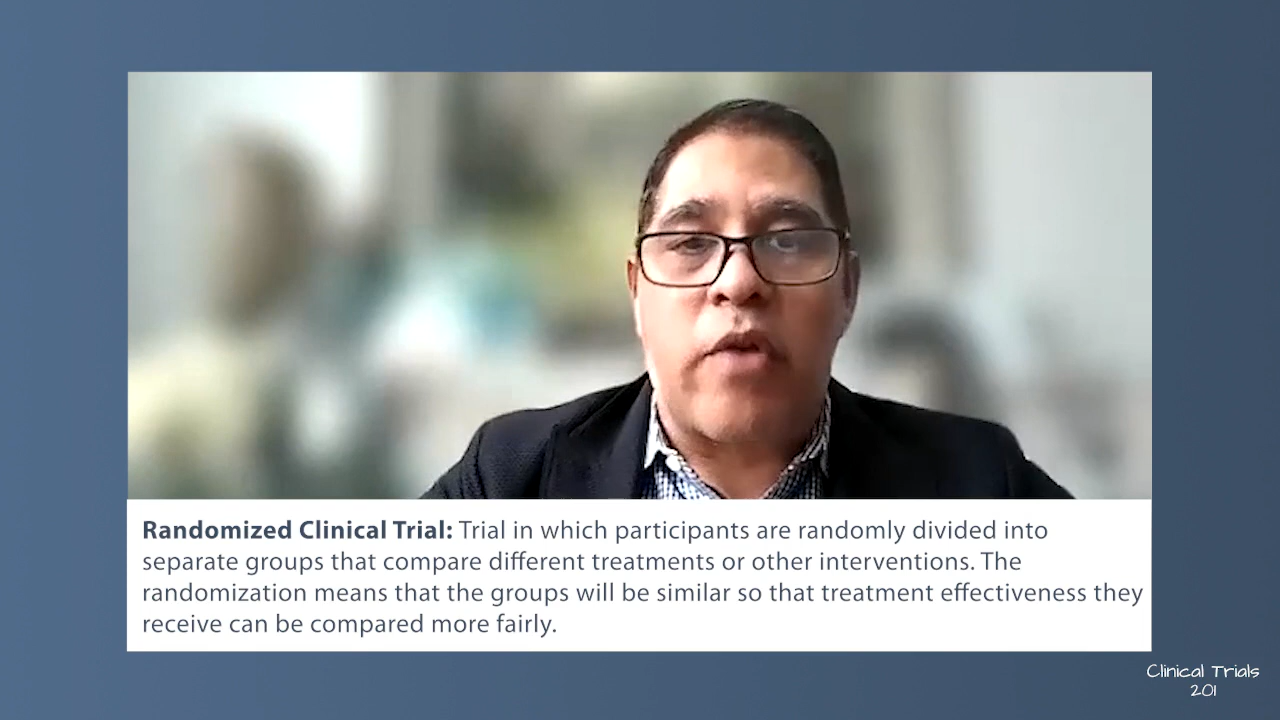 Randomized Clinical Trial: Trial in which participants are randomly divided into
separate groups that compare different treatments or other interventions. The
randomization means that the groups will be similar so that treatment effectiveness they
receive can be compared more fairly.
Clinical Trials
201